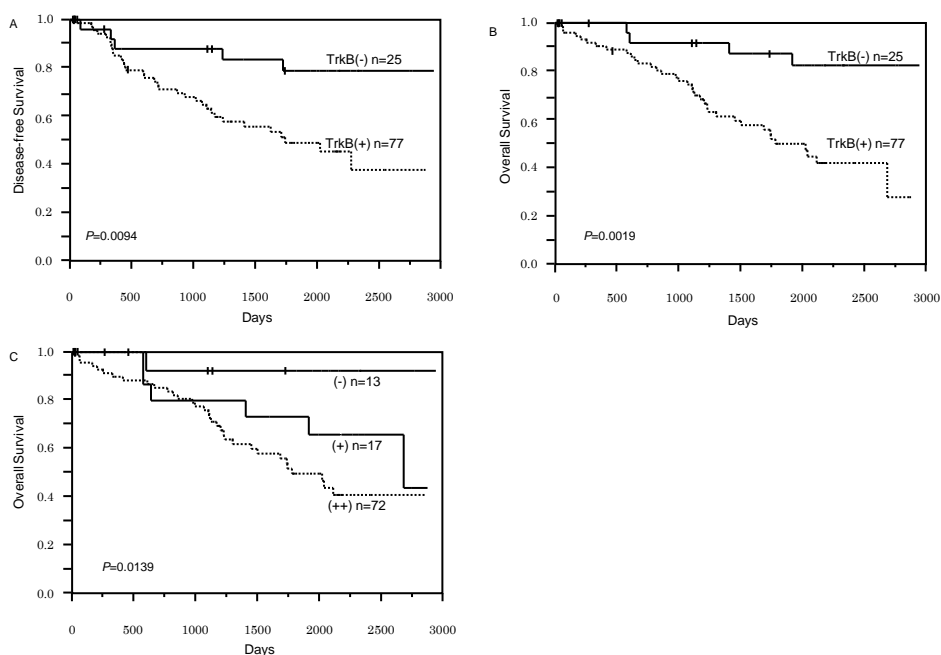 A
Disease-free Survival
1.0
0.8
0.6
0.4
0.2
0.0
TrkB(-) n=25
TrkB(+) n=77
P=0.0094
0 500 1000 1500 2000 2500 3000
Days
B
Overall Survival
1.0
0.8
0.6
0.4
0.2
0.0
TrkB(-) n=25
TrkB(+) n=77
P=0.0019
0 500 1000 1500 2000 2500 3000
Days
C
Overall Survival
1.0
0.8
0.6
0.4
0.2
0.0
(-) n=13
(+) n=17
(++) n=72
P=0.0139
0 500 1000 1500 2000 2500 3000
Days